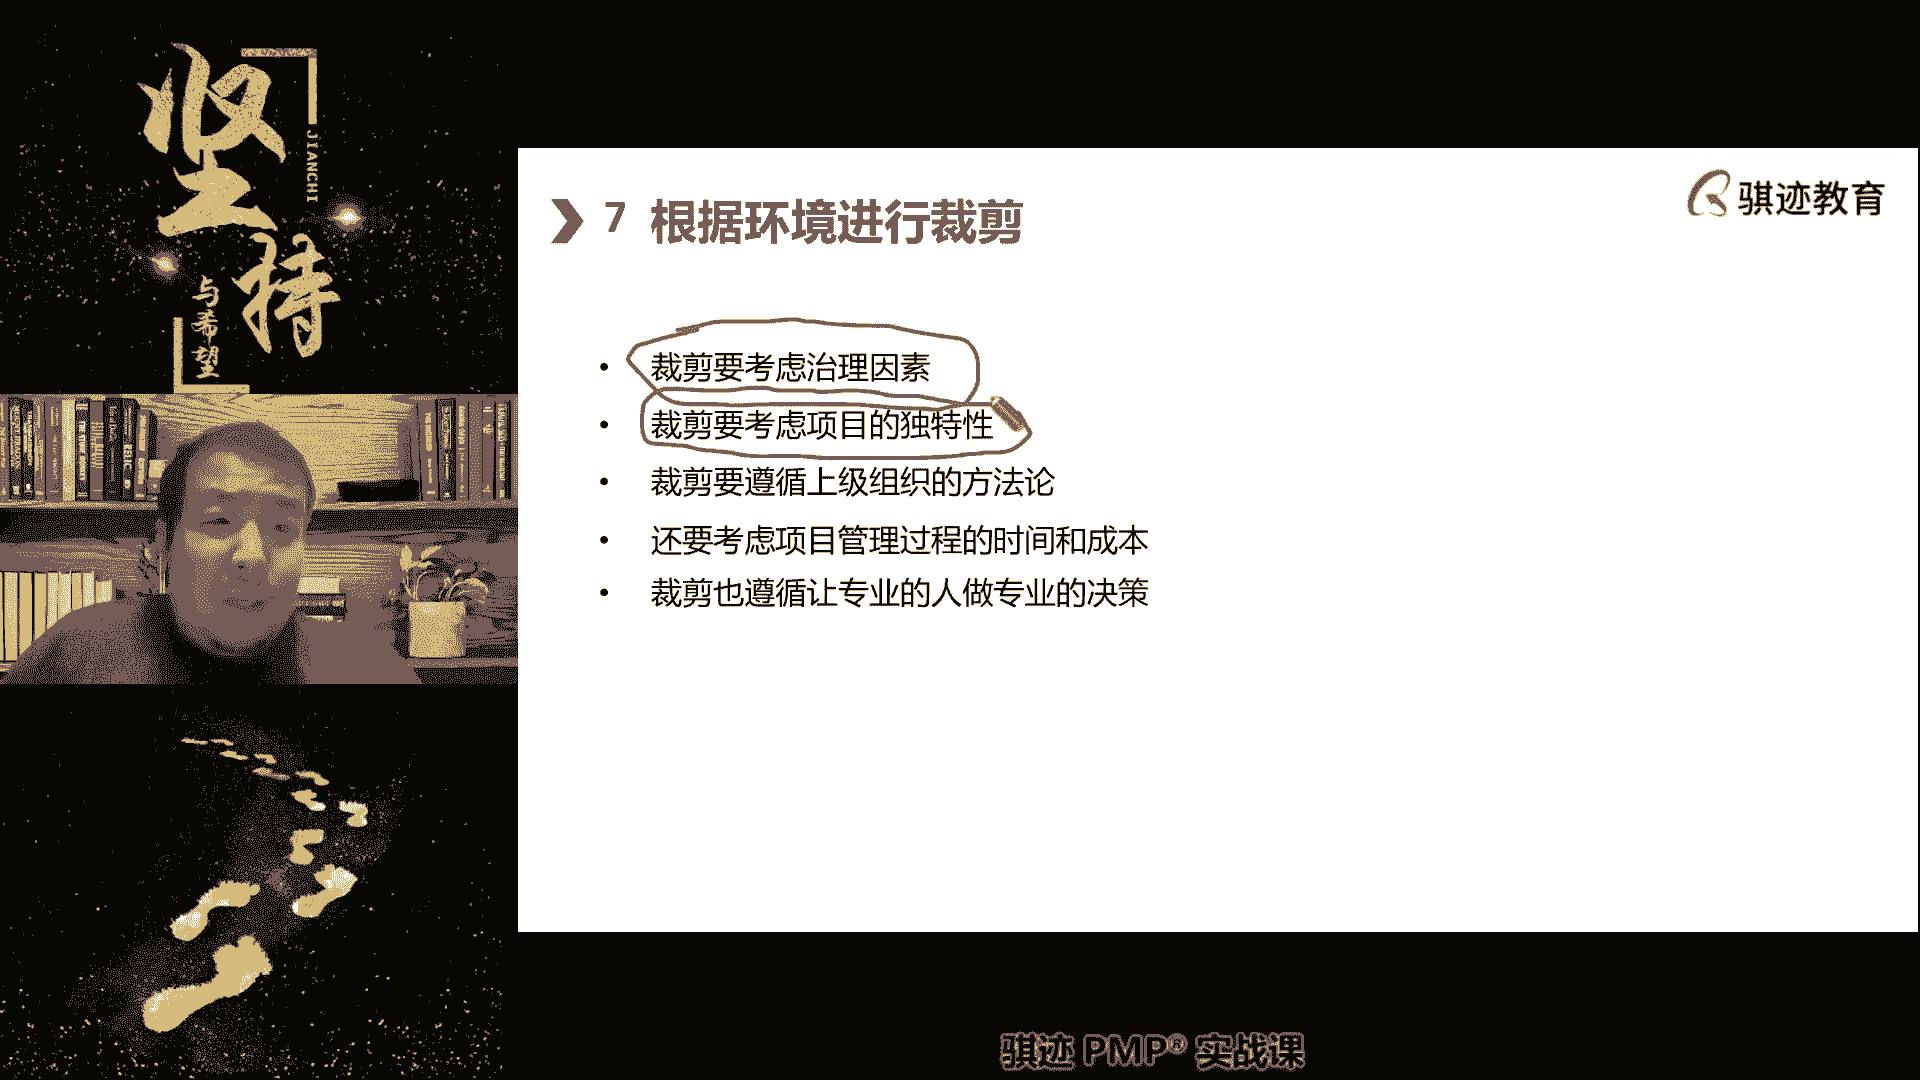 坚持
JIANCHI
与希望
骐迹教育
7 根据环境进行裁剪
• 裁剪要考虑治理因素
• 裁剪要考虑项目的独特性
• 裁剪要遵循上级组织的方法论
• 还要考虑项目管理过程的时间和成本
• 裁剪也遵循让专业的人做专业的决策
骐迹 PMP® 实战课